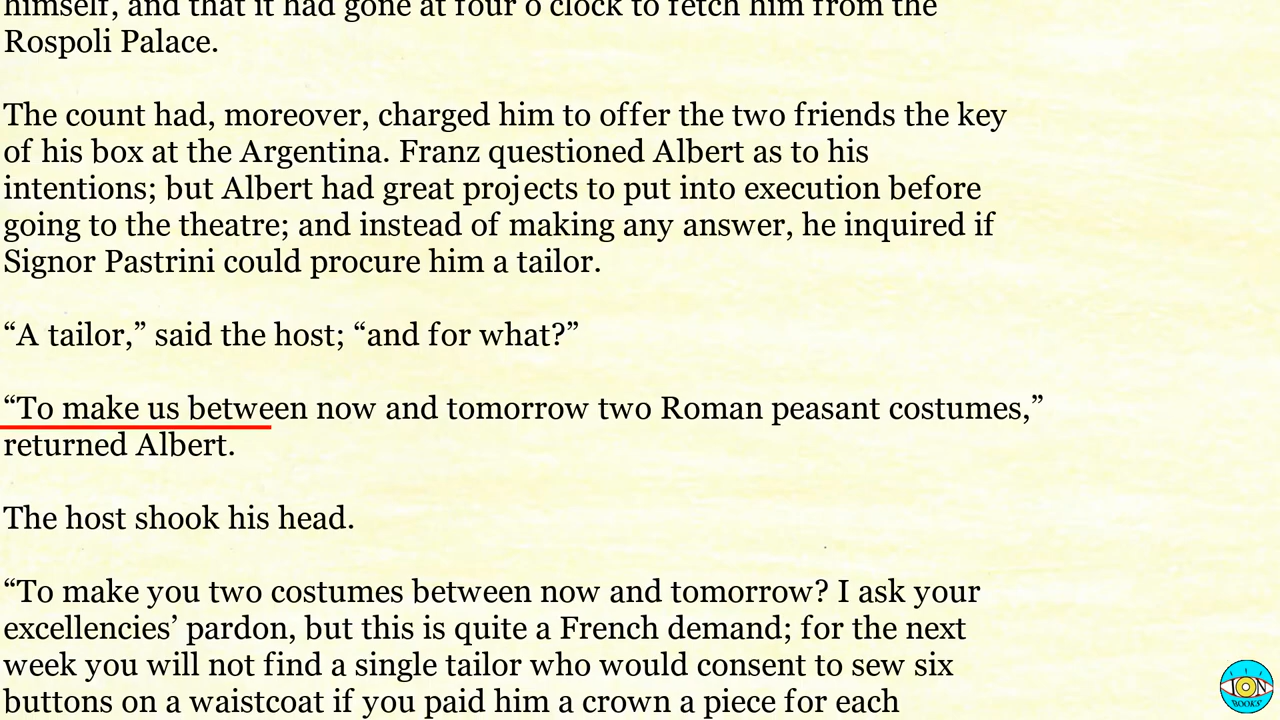 himself, and that it had gone at four o'clock to fetch him from the
Rospoli Palace.
The count had, moreover, charged him to offer the two friends the key
of his box at the Argentina. Franz questioned Albert as to his
intentions; but Albert had great projects to put into execution before
going to the theatre; and instead of making any answer, he inquired if
Signor Pastrini could procure him a tailor.
“A tailor,” said the host; “and for what?”
“To make us between now and tomorrow two Roman peasant costumes,”
returned Albert.
The host shook his head.
“To make you two costumes between now and tomorrow? I ask your
excellencies’ pardon, but this is quite a French demand; for the next
week you will not find a single tailor who would consent to sew six
buttons on a waistcoat if you paid him a crown a piece for each
ION
BOOKS